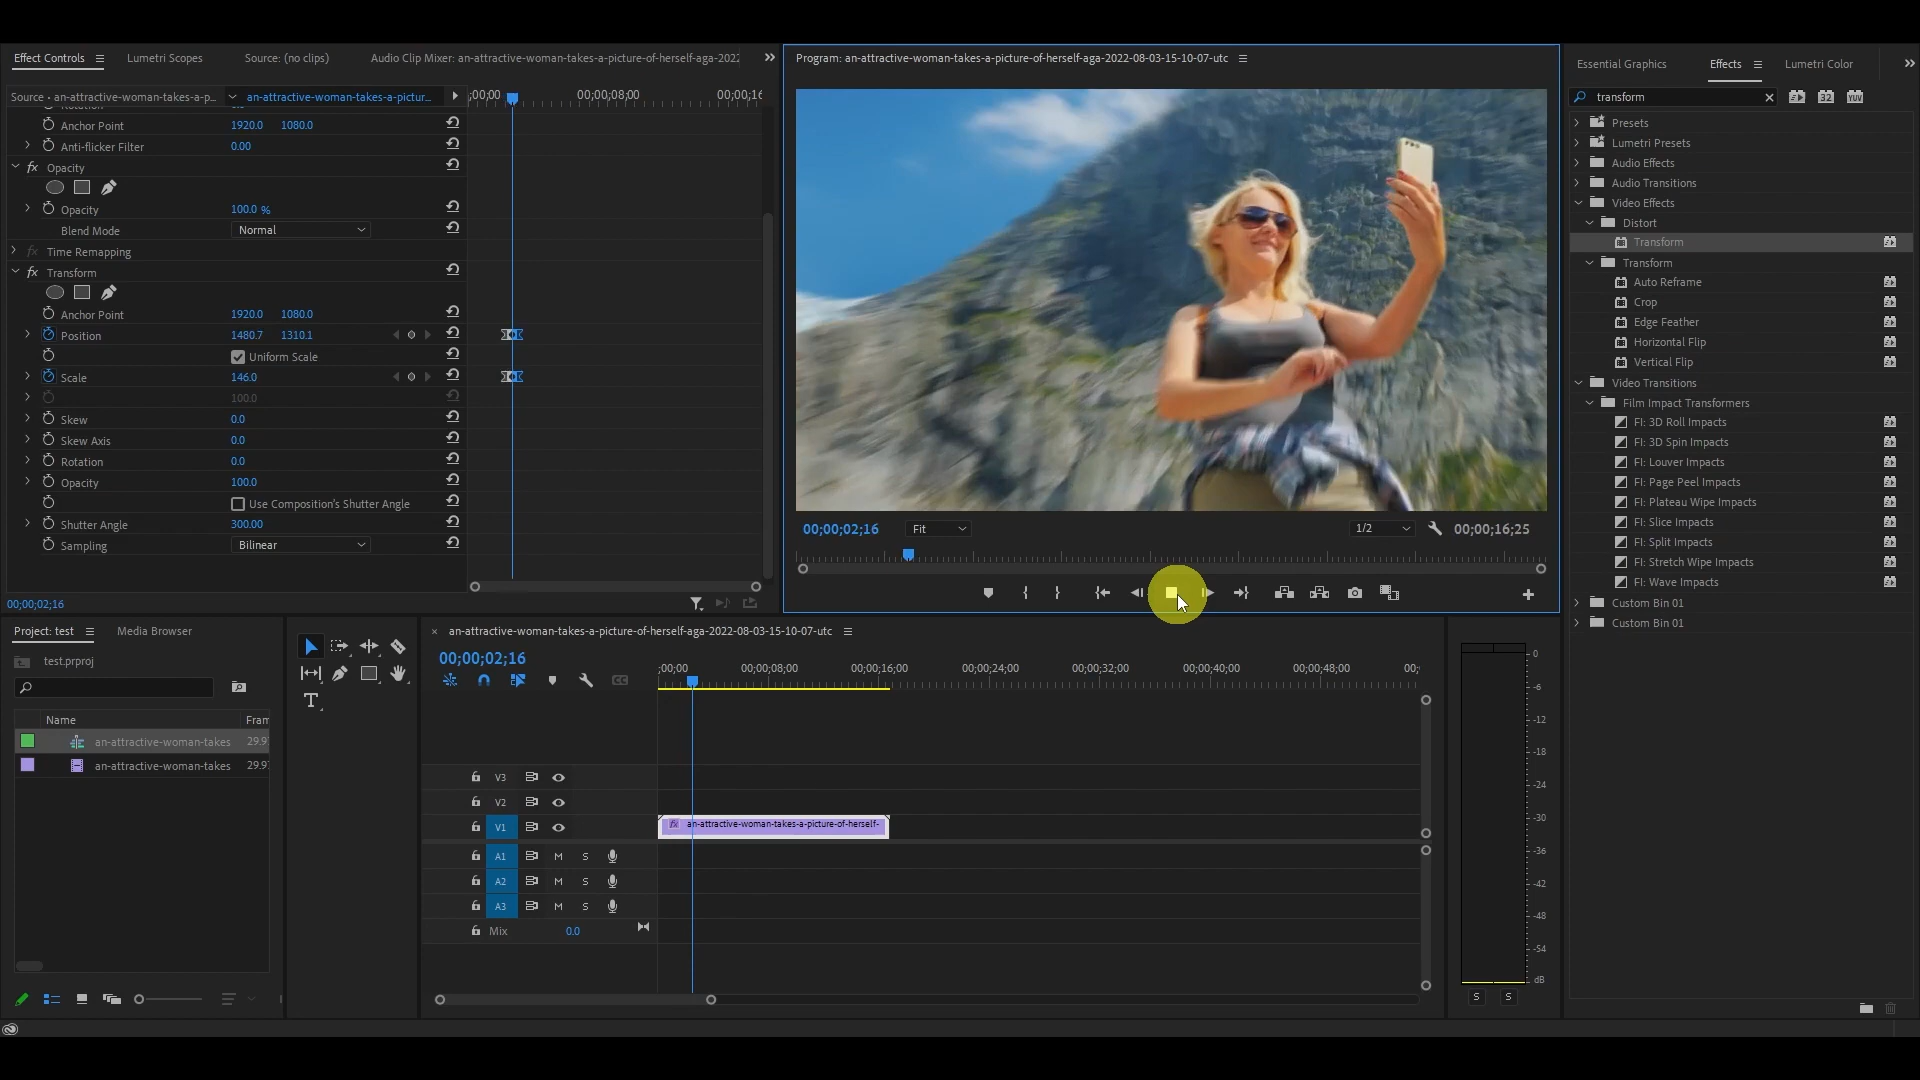 Effect Controls
Lumetri Scopes
Source: (no clips)
Audio Clip Mixer: an-attractive-woman-takes-a-picture-of-herself-aga-2022
Source • an-attractive-woman-takes-a-p...
an-attractive-woman-takes-a-pictur...
;00;00
00;00;08;00
00;00;16
Anchor Point 1920.0 1080.0
Anti-flicker Filter 0.00
fx Opacity
Opacity 100.0 %
Blend Mode Normal
fx Time Remapping
fx Transform
Anchor Point 1920.0 1080.0
Position 1480.7 1310.1
Uniform Scale
Scale 146.0
100.0
Skew 0.0
Skew Axis 0.0
Rotation 0.0
Opacity 100.0
Use Composition's Shutter Angle
Shutter Angle 300.00
Sampling Bilinear
00;00;02;16
Program: an-attractive-woman-takes-a-picture-of-herself-aga-2022-08-03-15-10-07-utc
00;00;02;16
Fit
1/2
00;00;16;25
Essential Graphics
Effects
Lumetri Color
transform
32
YUV
Presets
Lumetri Presets
Audio Effects
Audio Transitions
Video Effects
Distort
Transform
Transform
Auto Reframe
Crop
Edge Feather
Horizontal Flip
Vertical Flip
Video Transitions
Film Impact Transformers
FI: 3D Roll Impacts
FI: 3D Spin Impacts
FI: Louver Impacts
FI: Page Peel Impacts
FI: Plateau Wipe Impacts
FI: Slice Impacts
FI: Split Impacts
FI: Stretch Wipe Impacts
FI: Wave Impacts
Custom Bin 01
Custom Bin 01
Project: test
Media Browser
test.prproj
Name
Fram
an-attractive-woman-takes 29.9
an-attractive-woman-takes 29.9
an-attractive-woman-takes-a-picture-of-herself-aga-2022-08-03-15-10-07-utc
00;00;02;16
;00;00
00;00;08;00
00;00;16;00
00;00;24;00
00;00;32;00
00;00;40;00
00;00;48;00
00;
V3
V2
V1
fx an-attractive-woman-takes-a-picture-of-herself-
A1 M S
A2 M S
A3 M S
Mix 0.0
0
-6
-12
-18
-24
-30
-36
-42
-48
-54
dB
S S